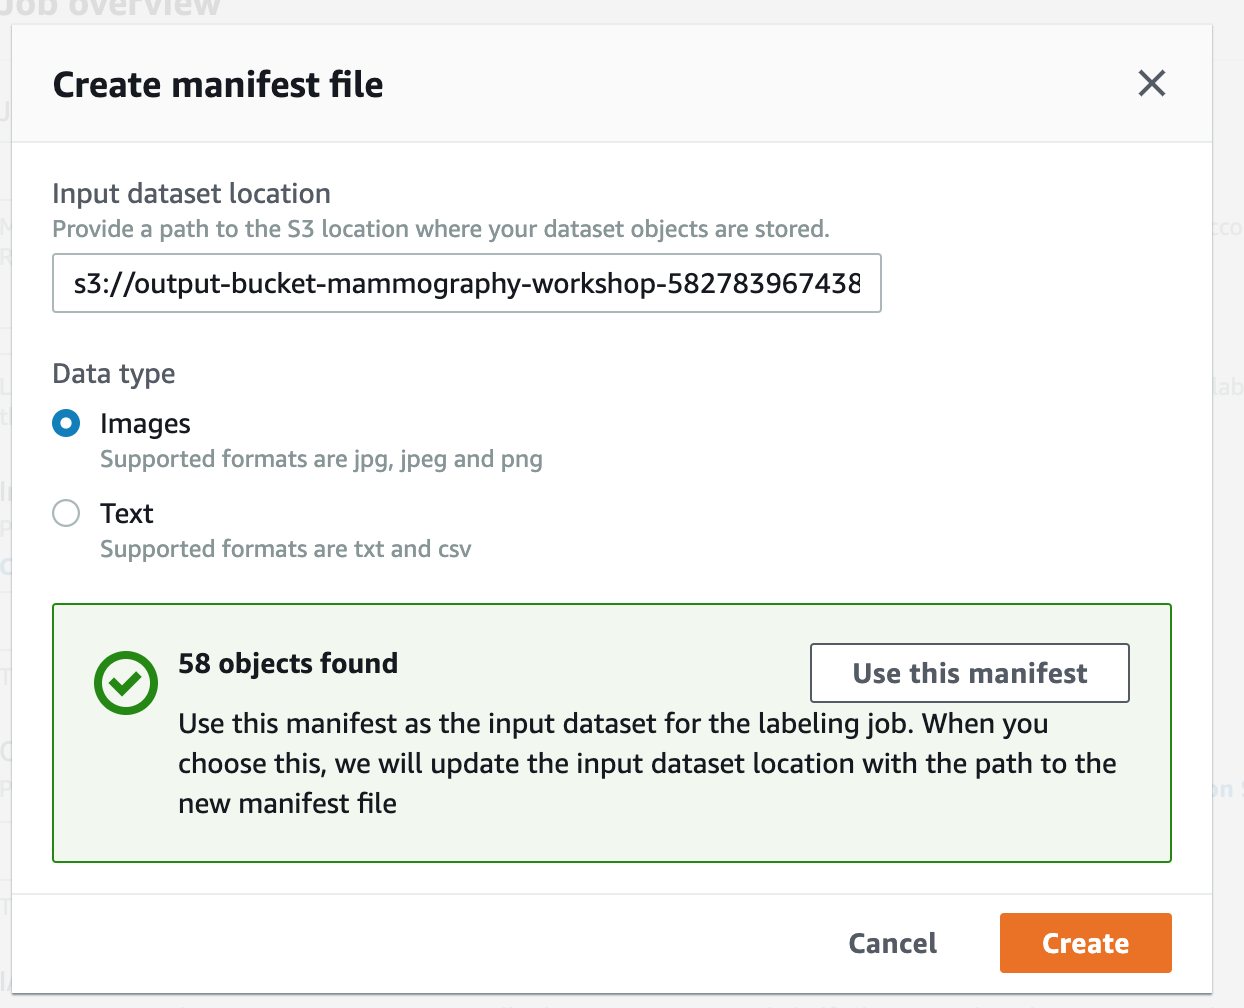 Job overview
Create manifest file
Input dataset location
Provide a path to the S3 location where your dataset objects are stored.
s3://output-bucket-mammography-workshop-582783967438
Data type
Images
Supported formats are jpg, jpeg and png
Text
Supported formats are txt and csv
58 objects found
Use this manifest
Use this manifest as the input dataset for the labeling job. When you
choose this, we will update the input dataset location with the path to the
new manifest file
Cancel
Create